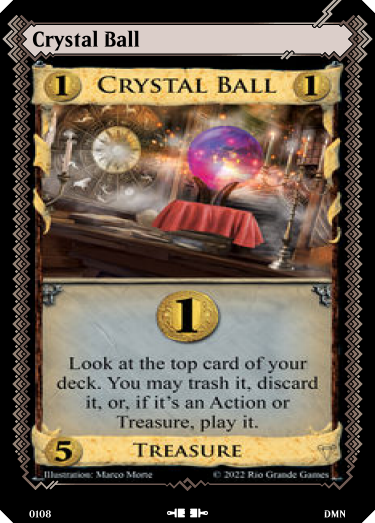 Crystal Ball
1 CRYSTAL BALL 1
1
Look at the top card of your
deck. You may trash it, discard
it, or, if it's an Action or
Treasure, play it.
5 TREASURE
Illustration: Marco Morte © 2022 Rio Grande Games
0108 DMN